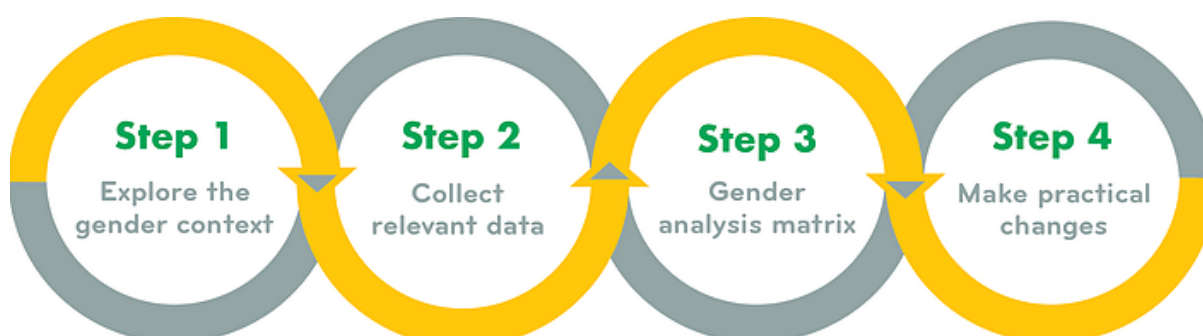 Step 1
Explore the
gender context
Step 2
Collect
relevant data
Step 3
Gender
analysis matrix
Step 4
Make practical
changes